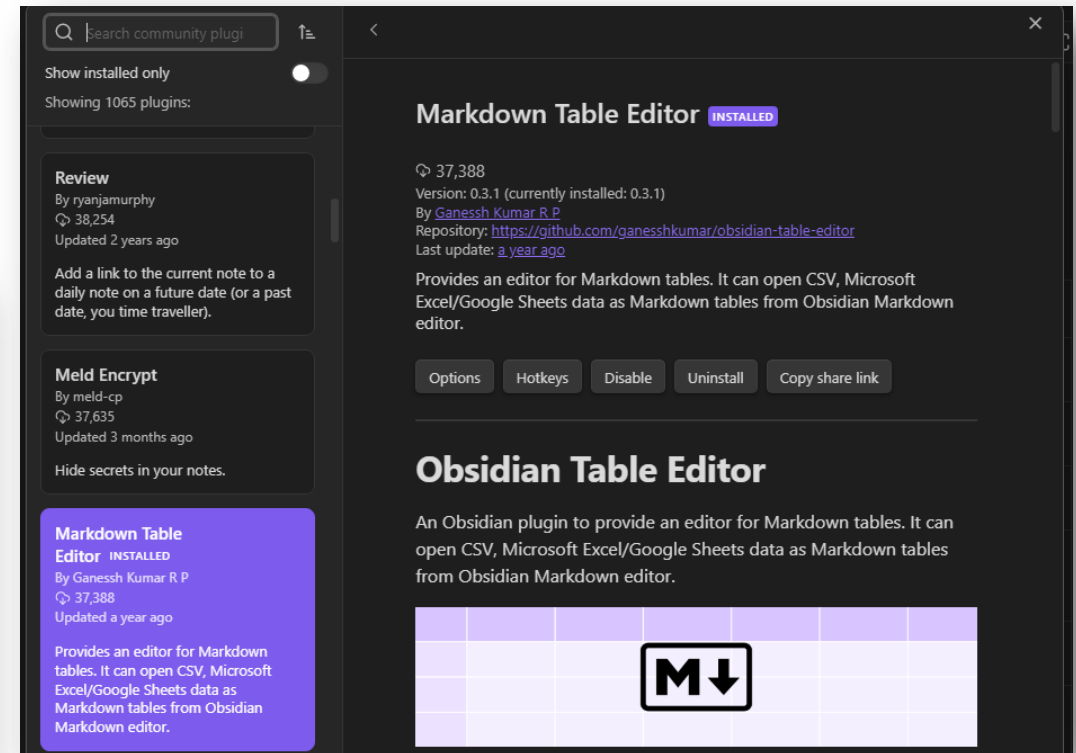 Search community plugi
Show installed only
Showing 1065 plugins:
Review
By ryanjamurphy
38,254
Updated 2 years ago
Add a link to the current note to a
daily note on a future date (or a past
date, you time traveller).
Meld Encrypt
By meld-cp
37,635
Updated 3 months ago
Hide secrets in your notes.
Markdown Table
Editor INSTALLED
By Ganessh Kumar R P
37,388
Updated a year ago
Provides an editor for Markdown
tables. It can open CSV, Microsoft
Excel/Google Sheets data as
Markdown tables from Obsidian
Markdown editor.
Markdown Table Editor INSTALLED
37,388
Version: 0.3.1 (currently installed: 0.3.1)
By Ganessh Kumar R P
Repository: https://github.com/ganesshkumar/obsidian-table-editor
Last update: a year ago
Provides an editor for Markdown tables. It can open CSV, Microsoft
Excel/Google Sheets data as Markdown tables from Obsidian Markdown
editor.
Options Hotkeys Disable Uninstall Copy share link
Obsidian Table Editor
An Obsidian plugin to provide an editor for Markdown tables. It can
open CSV, Microsoft Excel/Google Sheets data as Markdown tables
from Obsidian Markdown editor.
M